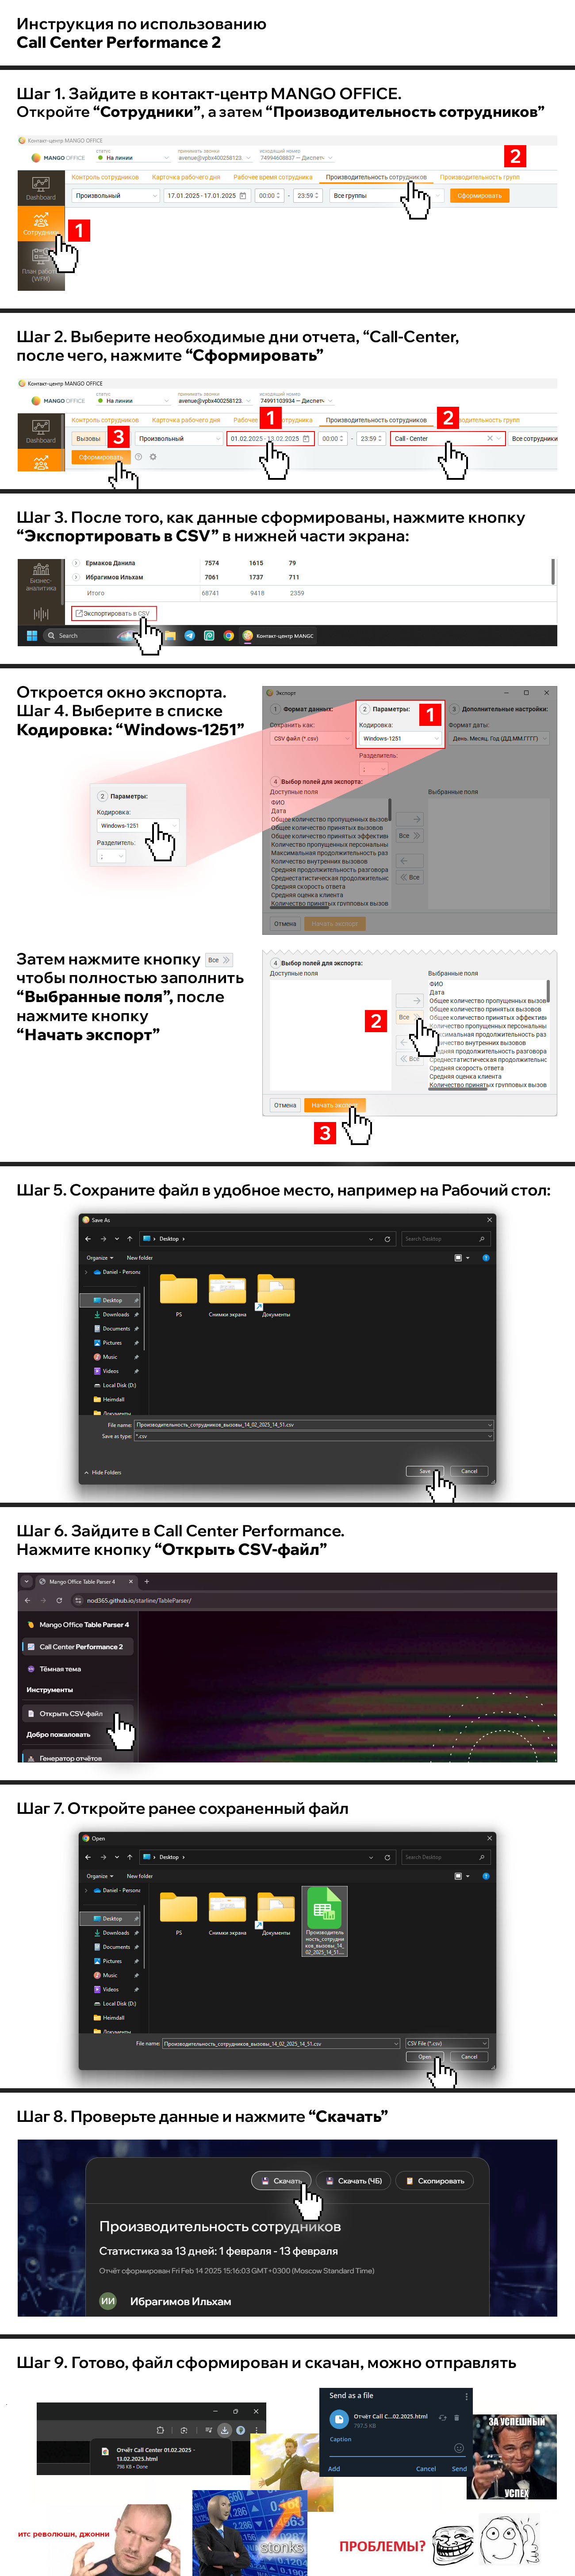 Инструкция по использованию
Call Center Performance 2
Шаг 1. Зайдите в контакт-центр MANGO OFFICE.
Откройте “Сотрудники”, а затем “Производительность сотрудников”
Контакт-центр MANGO OFFICE
MANGO OFFICE
статус
На линии
принимать звонки
avenue@vpbx400258123.
исходящий номер
74994608837 — Диспетч
2
Dashboard
Контроль сотрудников Карточка рабочего дня Рабочее время сотрудника Производительность сотрудников Производительность групп
Произвольный 17.01.2025 - 17.01.2025 00:00 - 23:59 Все группы Сформировать
1
План
(WFM)
Шаг 2. Выберите необходимые дни отчета, “Call-Center,
после чего, нажмите “Сформировать”
Контакт-центр MANGO OFFICE
MANGO OFFICE
статус
На линии
принимать звонки
avenue@vpbx400258123.
исходящий номер
74991103934 — Диспетч
1 2
Dashboard
Контроль сотрудников Карточка рабочего дня Производительность сотрудников
Вызовы 3 Произвольный 01.02.2025 - 13.02.2025 00:00 - 23:59 Call - Center Все сотрудники
Шаг 3. После того, как данные сформированы, нажмите кнопку
“Экспортировать в CSV” в нижней части экрана:
Бизнес-
аналитика
Ермаков Данила 7574 1615 79
Ибрагимов Ильхам 7061 1737 711
Итого 68741 9418 2359
Экспортировать в CSV
Search
Контакт-центр MANGO
Откроется окно экспорта.
Шаг 4. Выберите в списке
Кодировка: “Windows-1251”
Экспорт
1 Формат данных:
2 Параметры:
1
3 Дополнительные настройки:
Сохранить как:
CSV файл (*.csv)
Кодировка:
Windows-1251
Формат даты:
День, Месяц, Год (ДД.ММ.ГГГГ)
Разделитель:
;
4 Выбор полей для экспорта:
Доступные поля
Выбранные поля
ФИО
Дата
Общее количество пропущенных вызов
Общее количество принятых вызовов
Общее количество принятых эффективн
Количество пропущенных персональны
Максимальная продолжительность раз
Количество внутренних вызовов
Средняя продолжительность разговора
Среднестатистическая продолжительнс
Средняя скорость ответа
Средняя оценка клиента
Количество принятых групповых вызов
Все
Все
Отмена
Начать экспорт
2 Параметры:
Кодировка:
Windows-1251
Разделитель:
;
Затем нажмите кнопку Все
чтобы полностью заполнить
“Выбранные поля”, после
нажмите кнопку
“Начать экспорт”
4 Выбор полей для экспорта:
Доступные поля
Выбранные поля
2
Все
Все
ФИО
Дата
Общее количество пропущенных вызов
Общее количество принятых вызовов
Общее количество принятых эффективн
Количество пропущенных персональны
Максимальная продолжительность раз
Количество внутренних вызовов
Средняя продолжительность разговора
Среднестатистическая продолжительнс
Средняя скорость ответа
Средняя оценка клиента
Количество принятых групповых вызов
Отмена
Начать
3
Шаг 5. Сохраните файл в удобное место, например на Рабочий стол:
Save As
Desktop
Search Desktop
Organize New folder
Daniel - Persona
Desktop
Downloads
Documents
Pictures
Music
Videos
Local Disk (D:)
Heimdall
Документы
PS
Снимки экрана
Документы
File name: Производительность_сотрудников_вызовы_14_02_2025_14_51.csv
Save as type: *.csv
Hide Folders
Save
Cancel
Шаг 6. Зайдите в Call Center Performance.
Нажмите кнопку “Открыть CSV-файл”
Mango Office Table Parser 4
nod365.github.io/starline/TableParser/
Mango Office Table Parser 4
Call Center Performance 2
Тёмная тема
Инструменты
Открыть CSV-файл
Добро пожаловать
Генератор отчётов
Шаг 7. Откройте ранее сохраненный файл
Open
Desktop
Search Desktop
Organize New folder
Daniel - Persona
Desktop
Downloads
Documents
Pictures
Music
Videos
Local Disk (D:)
Heimdall
Документы
PS
Снимки экрана
Документы
Производитель
ность_сотрудни
ков_вызовы_14_
02_2025_14_51....
File name: Производительность_сотрудников_вызовы_14_02_2025_14_51.csv
CSV File (*.csv)
Open
Cancel
Шаг 8. Проверьте данные и нажмите “Скачать”
Скачать
Скачать (ЧБ)
Скопировать
Производительность сотрудников
Статистика за 13 дней: 1 февраля - 13 февраля
Отчёт сформирован Fri Feb 14 2025 15:16:03 GMT+0300 (Moscow Standard Time)
ИИ Ибрагимов Ильхам
Шаг 9. Готово, файл сформирован и скачан, можно отправлять
Отчёт Call Center 01.02.2025 -
13.02.2025.html
798 KB • Done
Send as a file
Отчёт Call C...02.2025.html
797,5 KB
Caption
Add
Cancel
Send
ЗА УСПЕШНЫЙ
УСПЕХ
итс революшн, джонни
stonks
ПРОБЛЕМЫ?